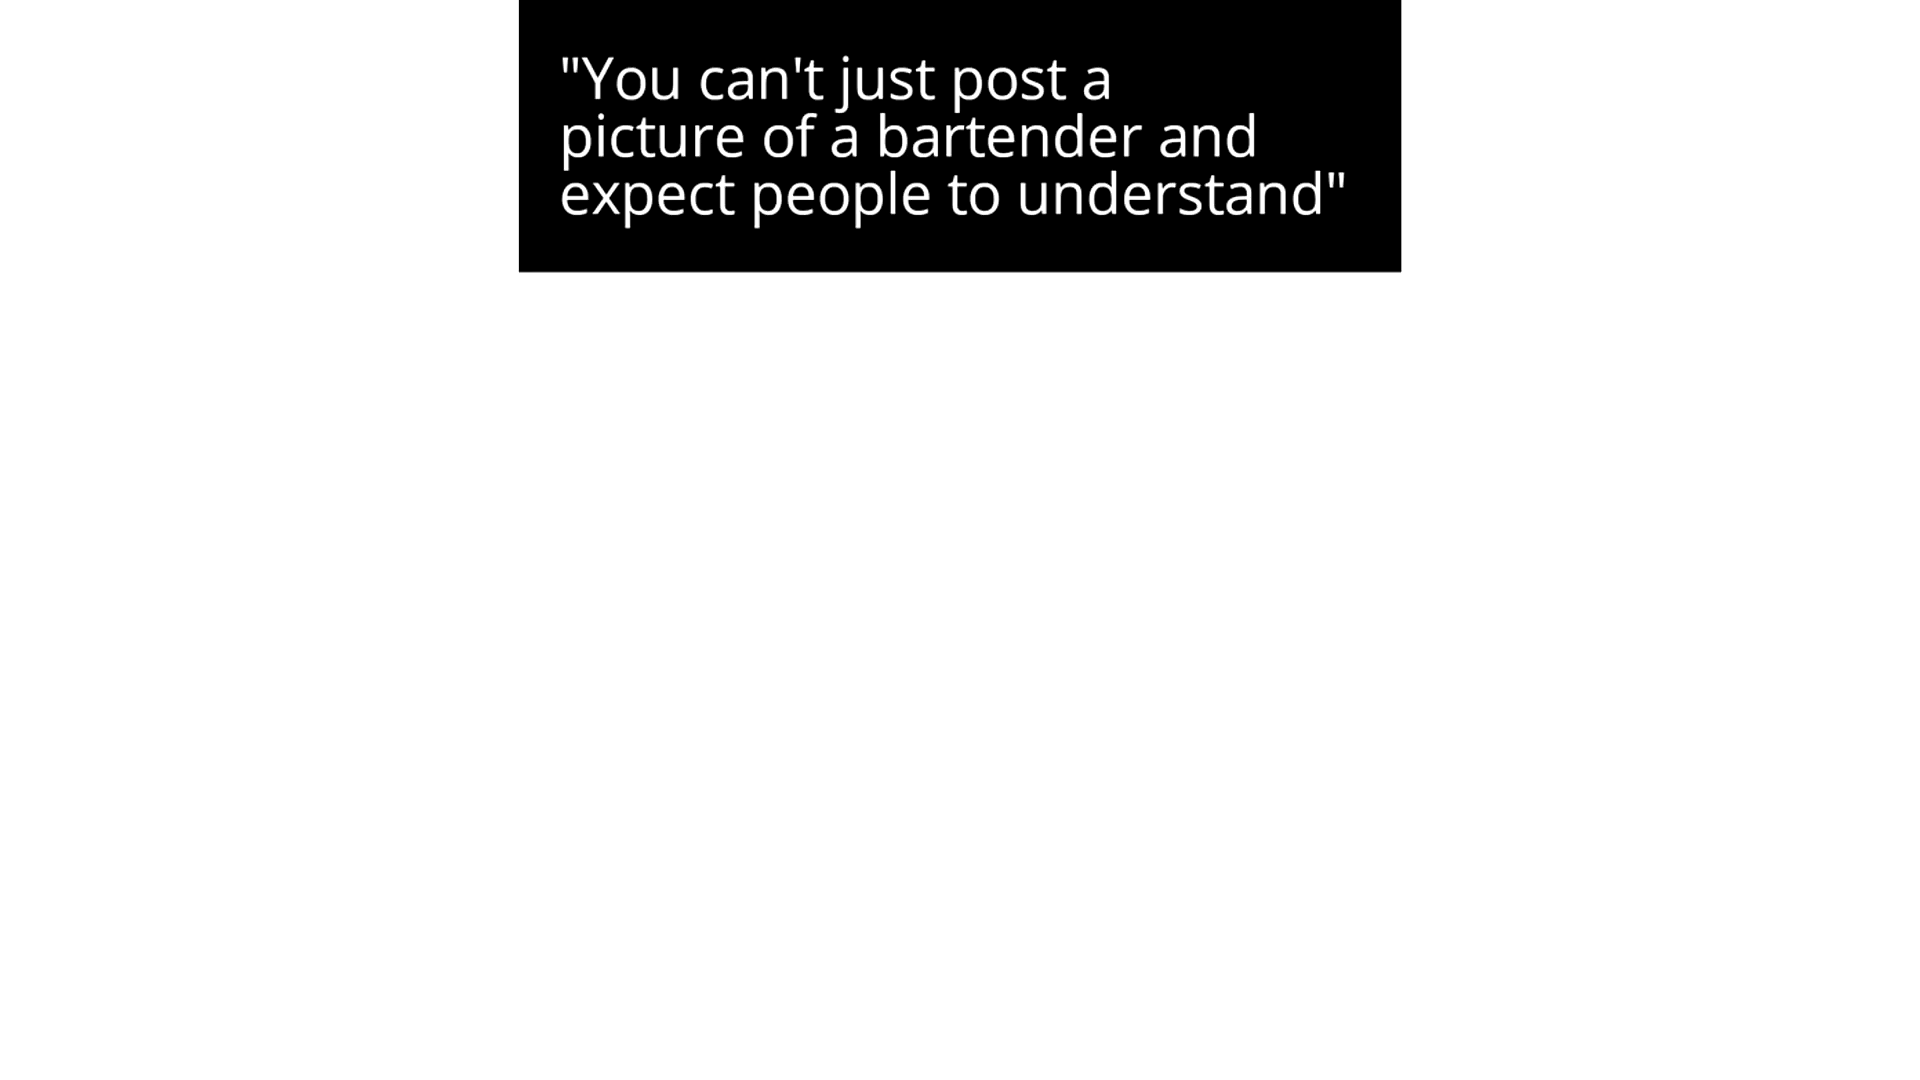 "You can't just post a
picture of a bartender and
expect people to understand"